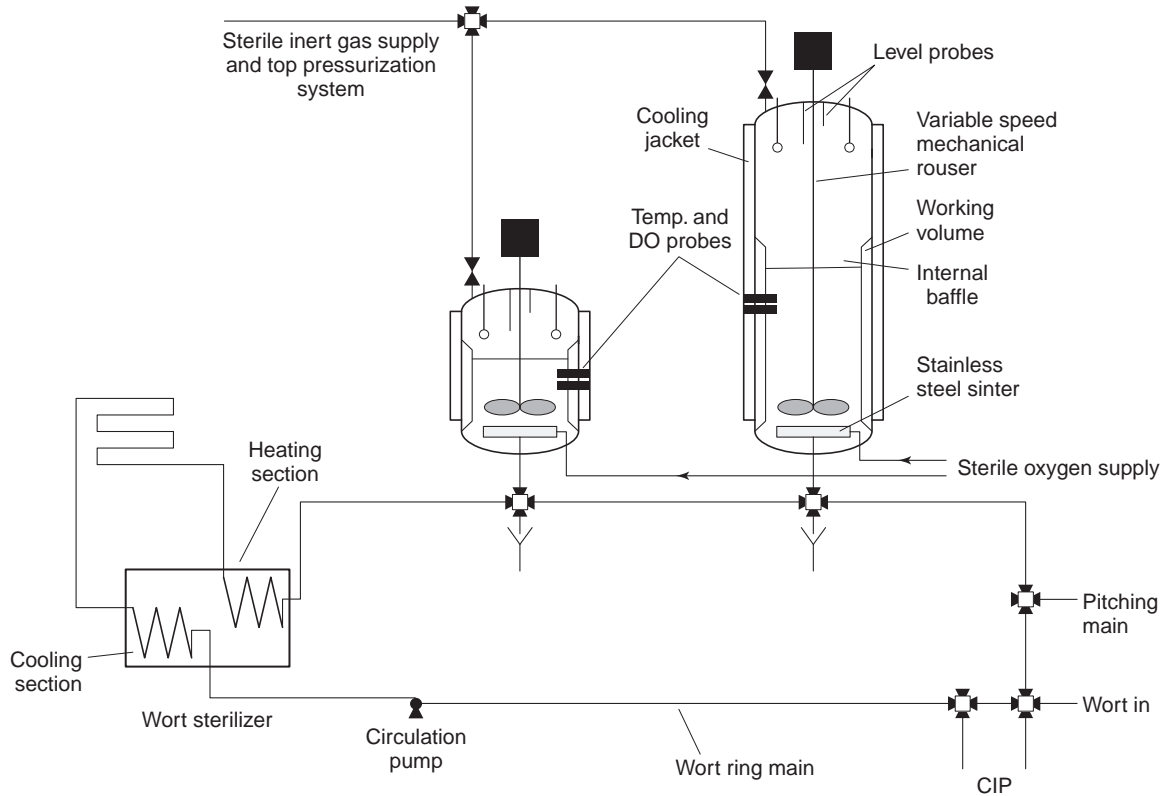 Sterile inert gas supply
and top pressurization
system
Level probes
Cooling
jacket
Variable speed
mechanical
rouser
Temp. and
DO probes
Working
volume
Internal
baffle
Stainless
steel sinter
Heating
section
Sterile oxygen supply
Pitching
main
Cooling
section
Wort sterilizer
Circulation
pump
Wort ring main
Wort in
CIP